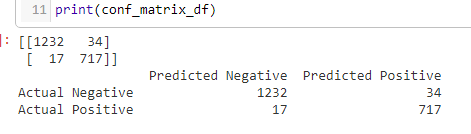 11 print(conf_matrix_df)
: [[1232 34]
[ 17 717]]
Predicted Negative Predicted Positive
Actual Negative 1232 34
Actual Positive 17 717